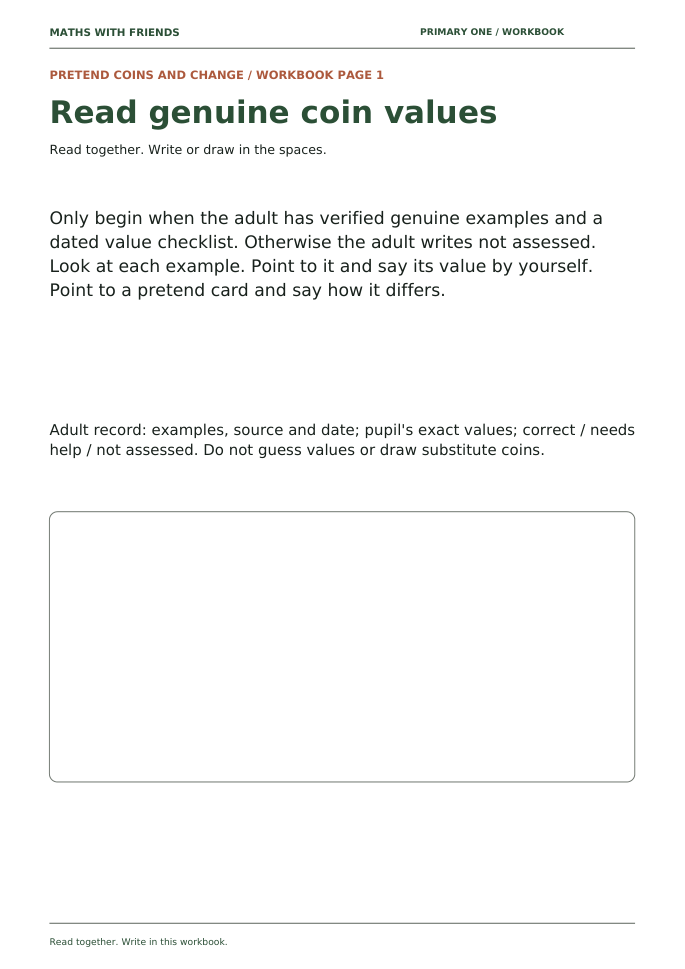 MATHS WITH FRIENDS
PRIMARY ONE / WORKBOOK
PRETEND COINS AND CHANGE / WORKBOOK PAGE 1
Read genuine coin values
Read together. Write or draw in the spaces.
Only begin when the adult has verified genuine examples and a
dated value checklist. Otherwise the adult writes not assessed.
Look at each example. Point to it and say its value by yourself.
Point to a pretend card and say how it differs.
Adult record: examples, source and date; pupil's exact values; correct / needs
help / not assessed. Do not guess values or draw substitute coins.
Read together. Write in this workbook.